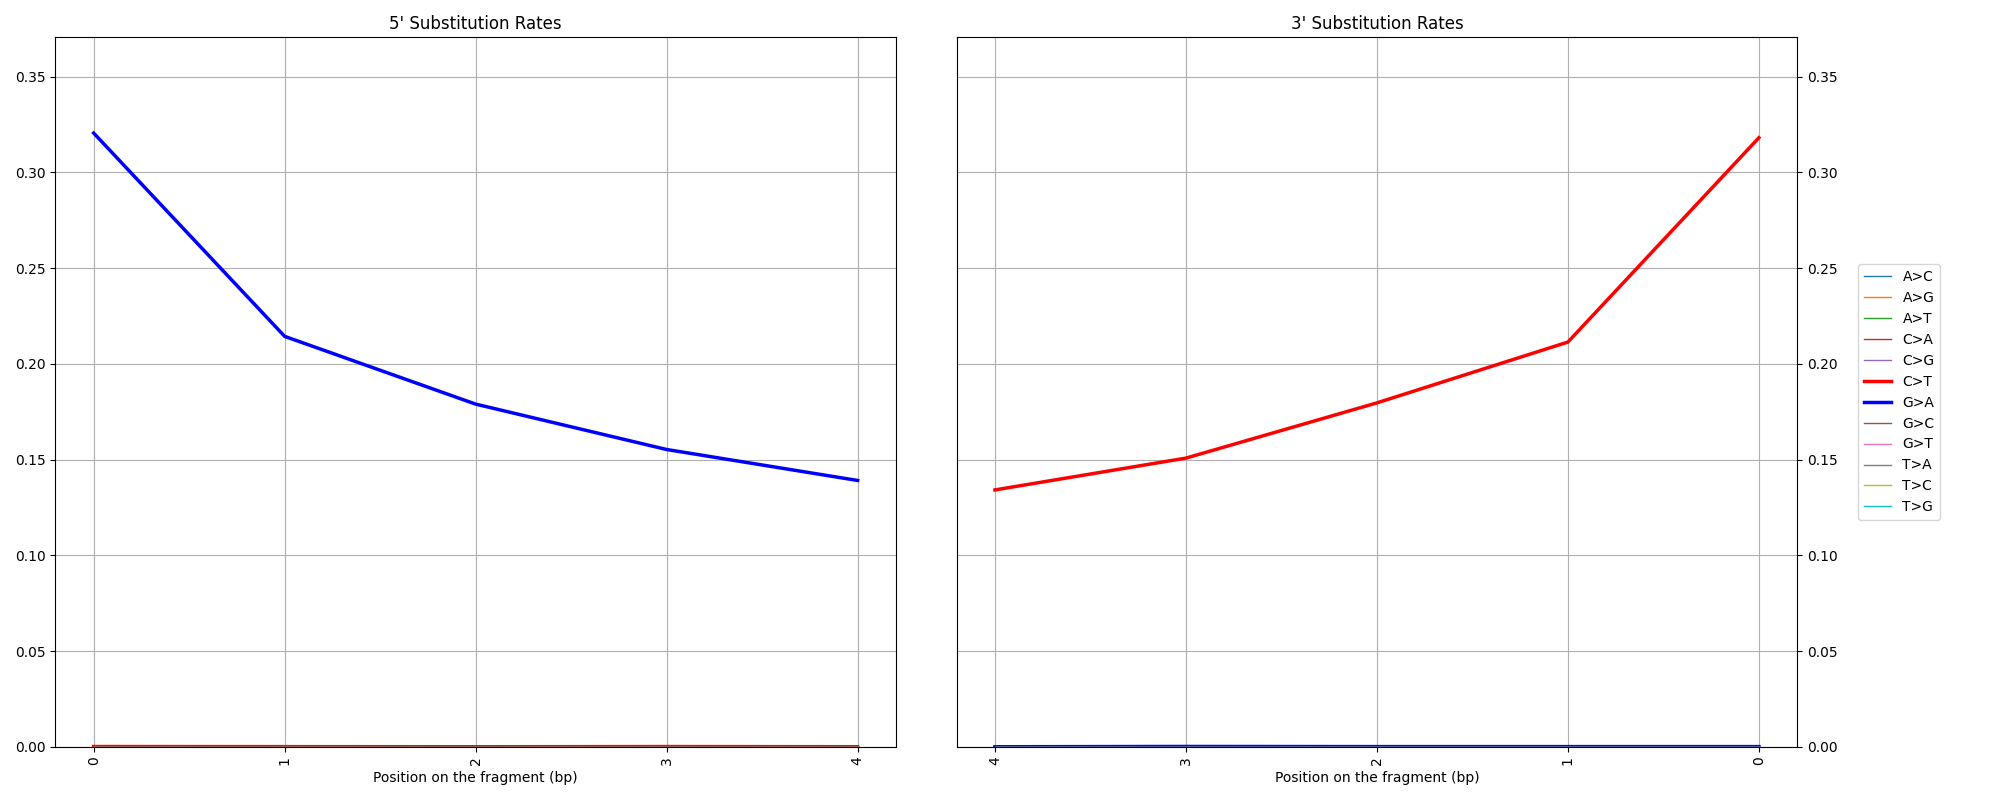 5' Substitution Rates
0.35
0.30
0.25
0.20
0.15
0.10
0.05
0.00
0
1
2
3
4
Position on the fragment (bp)
3' Substitution Rates
4
3
2
1
0
Position on the fragment (bp)
0.35
0.30
0.25
0.20
0.15
0.10
0.05
0.00
A>C
A>G
A>T
C>A
C>G
C>T
G>A
G>C
G>T
T>A
T>C
T>G